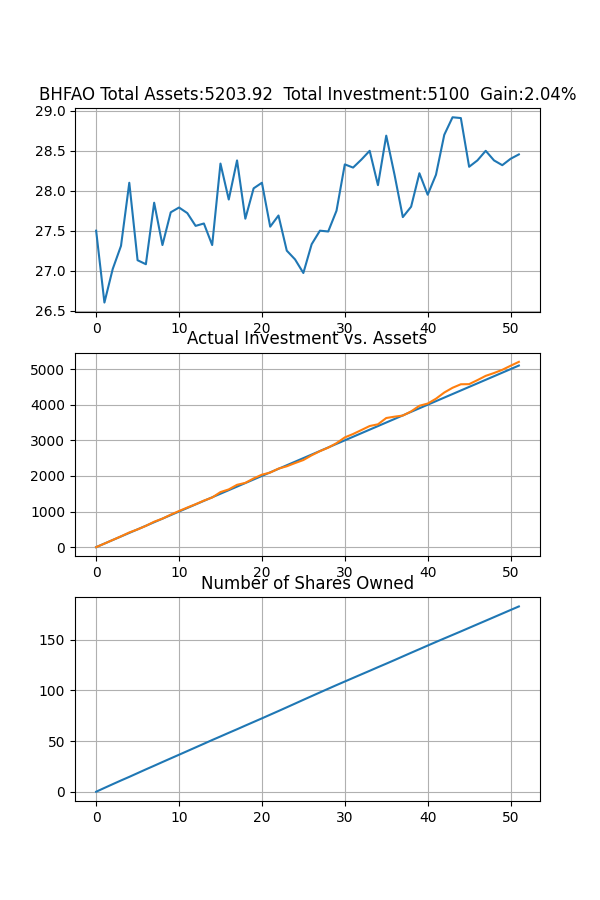 BHFAO Total Assets:5203.92  Total Investment:5100  Gain:2.04%
29.0
28.5
28.0
27.5
27.0
26.5
0 10 20 30 40 50
Actual Investment vs. Assets
5000
4000
3000
2000
1000
0
0 10 20 30 40 50
Number of Shares Owned
150
100
50
0
0 10 20 30 40 50